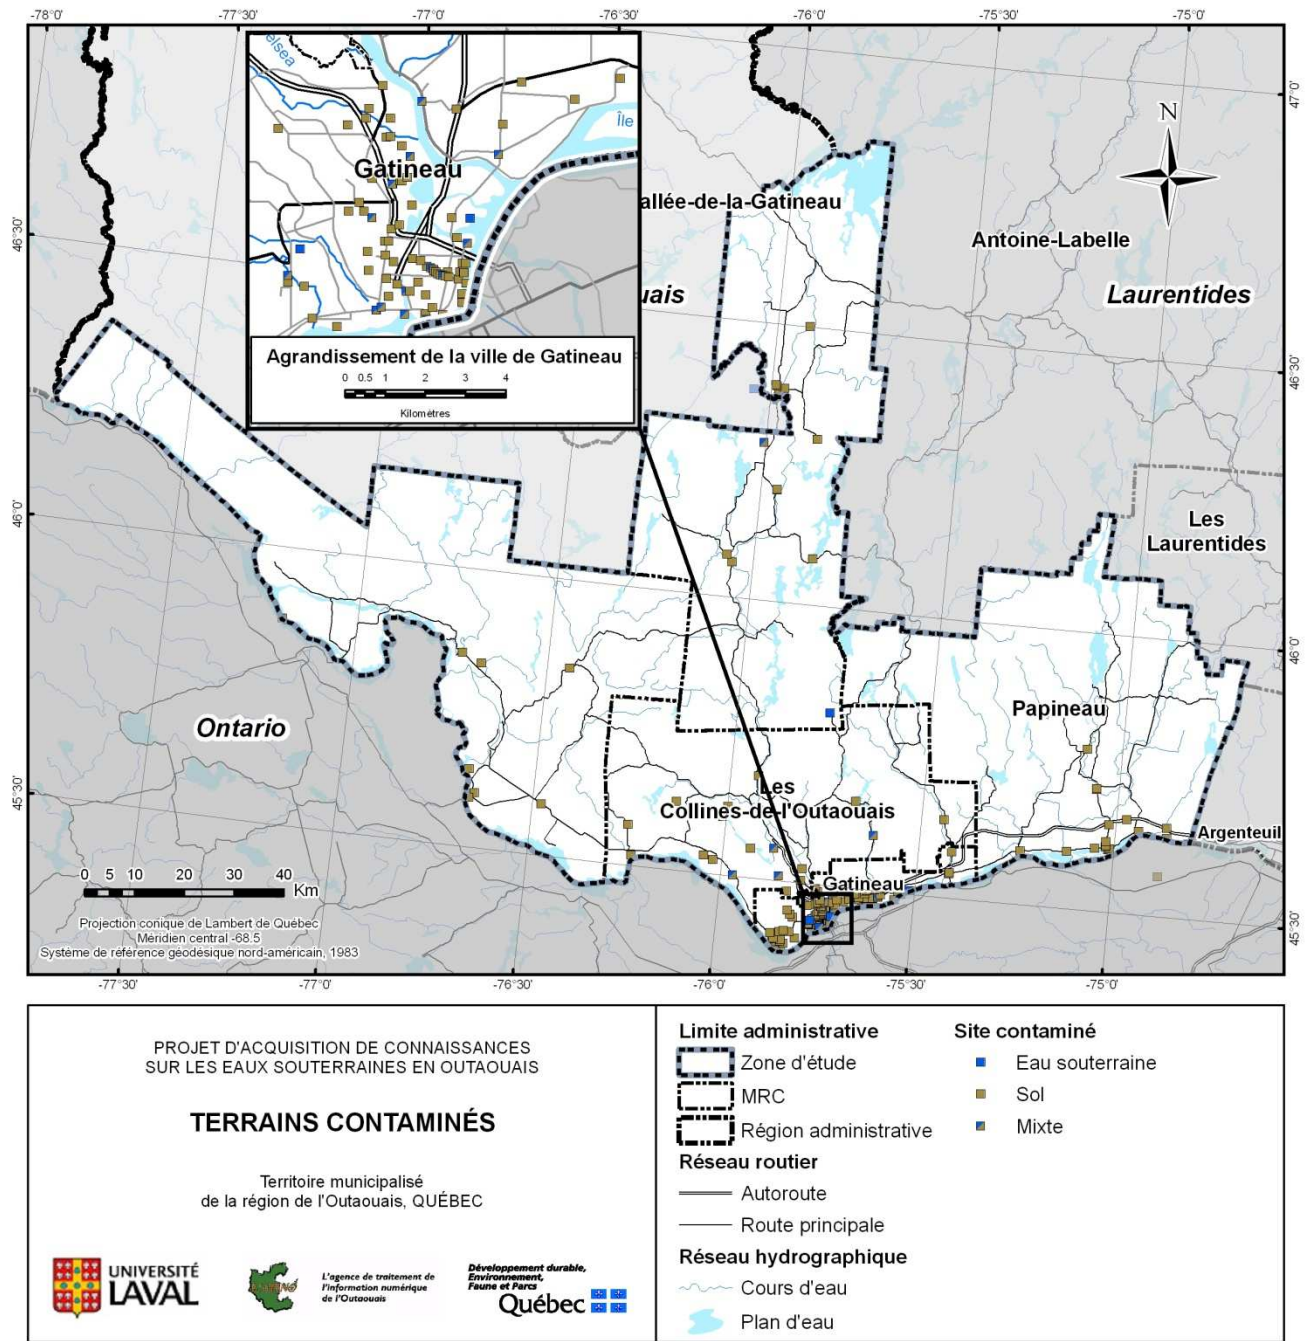 -78°0' -77°30' -77°0' -76°30' -76°0' -75°30' -75°0'
elsea
Île
Gatineau
Agrandissement de la ville de Gatineau
0 0.5 1 2 3 4
Kilomètres
47°0'
N
allée-de-la-Gatineau
Antoine-Labelle
uais
Laurentides
46°30'
46°30'
46°0'
Les
Laurentides
46°0'
Ontario
Papineau
45°30'
Les
Collines-de-l'Outaouais
Argenteuil
Gatineau
45°30'
0 5 10 20 30 40
Km
Projection conique de Lambert de Québec
Méridien central -68.5
Système de référence géodésique nord-américain, 1983
-77°30' -77°0' -76°30' -76°0' -75°30' -75°0'
PROJET D'ACQUISITION DE CONNAISSANCES
SUR LES EAUX SOUTERRAINES EN OUTAOUAIS
TERRAINS CONTAMINÉS
Territoire municipalisé
de la région de l'Outaouais, QUÉBEC
UNIVERSITÉ
LAVAL
L'agence de traitement de
l'information numérique
de l'Outaouais
Développement durable,
Environnement,
Faune et Parcs
Québec
Limite administrative
Zone d'étude
MRC
Région administrative
Réseau routier
Autoroute
Route principale
Réseau hydrographique
Cours d'eau
Plan d'eau
Site contaminé
Eau souterraine
Sol
Mixte